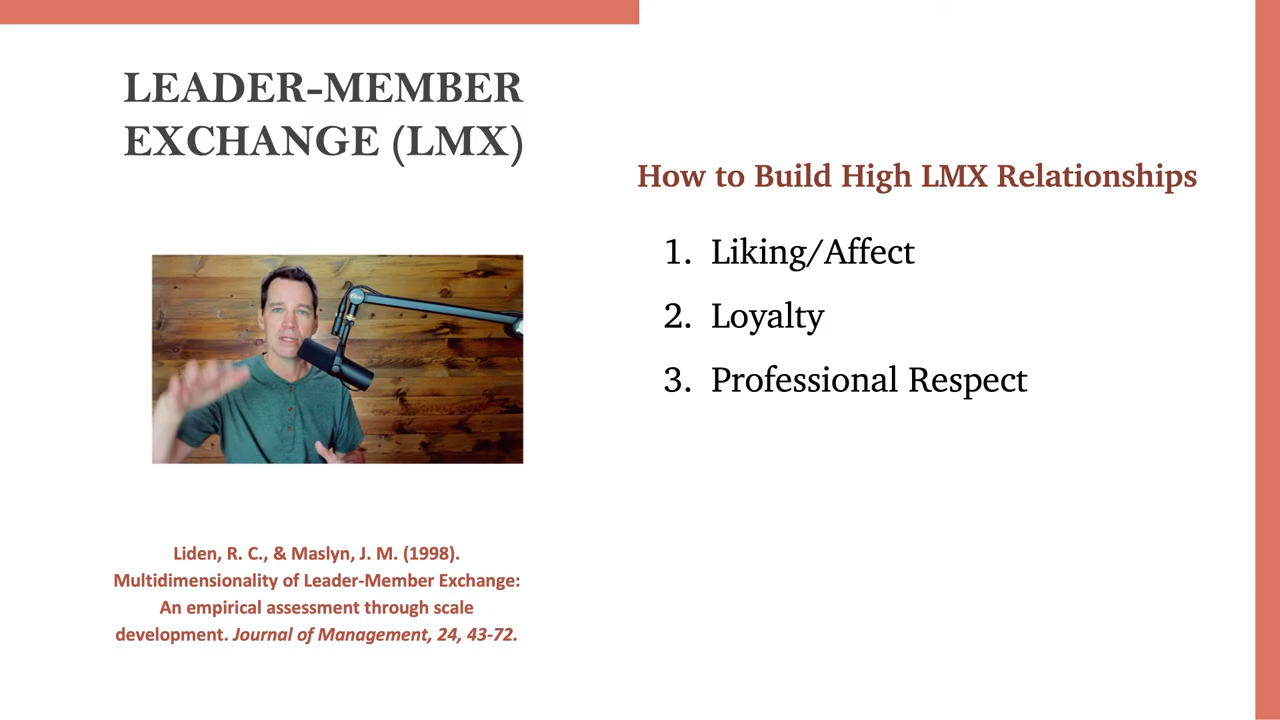 LEADER-MEMBER
EXCHANGE (LMX)
How to Build High LMX Relationships
1. Liking/Affect
2. Loyalty
3. Professional Respect
Liden, R. C., & Maslyn, J. M. (1998).
Multidimensionality of Leader-Member Exchange:
An empirical assessment through scale
development. Journal of Management, 24, 43-72.